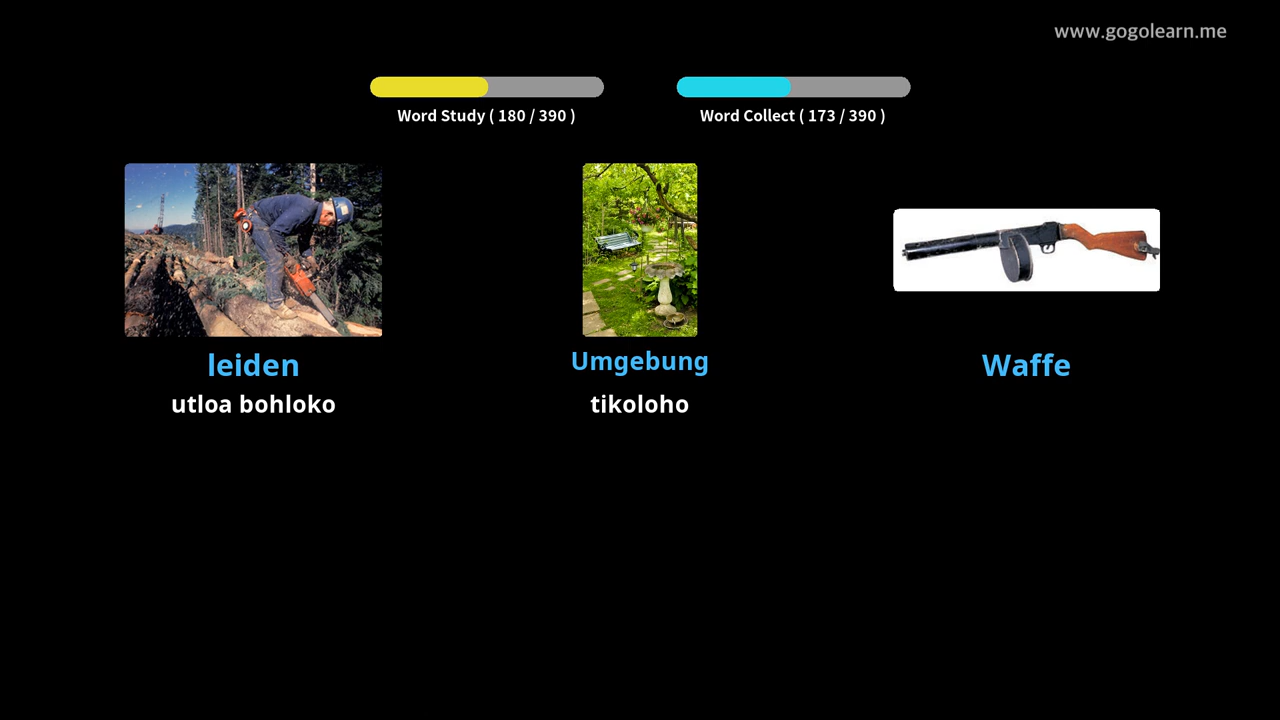 www.gogolearn.me
Word Study ( 180 / 390 )
Word Collect ( 173 / 390 )
leiden
Umgebung
Waffe
utloa bohloko
tikoloho